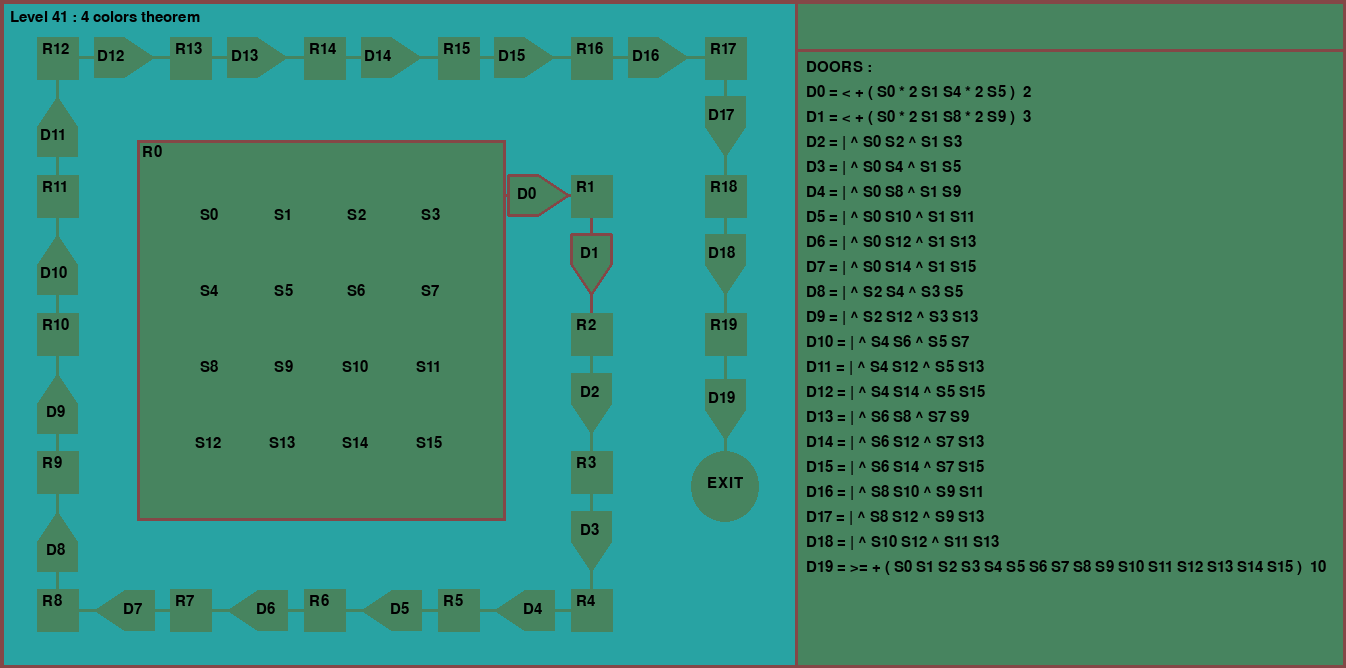 Level 41 : 4 colors theorem
R12 D12 R13 D13 R14 D14 R15 D15 R16 D16 R17
D11 D17
R0
R11 D0 R1 R18
S0 S1 S2 S3
D10 D1 D18
S4 S5 S6 S7
R10 R2 R19
S8 S9 S10 S11
D9 D2 D19
S12 S13 S14 S15
R9 R3 EXIT
D8 D3
R8 D7 R7 D6 R6 D5 R5 D4 R4
DOORS :
D0 = < + ( S0 * 2 S1 S4 * 2 S5 ) 2
D1 = < + ( S0 * 2 S1 S8 * 2 S9 ) 3
D2 = | ^ S0 S2 ^ S1 S3
D3 = | ^ S0 S4 ^ S1 S5
D4 = | ^ S0 S8 ^ S1 S9
D5 = | ^ S0 S10 ^ S1 S11
D6 = | ^ S0 S12 ^ S1 S13
D7 = | ^ S0 S14 ^ S1 S15
D8 = | ^ S2 S4 ^ S3 S5
D9 = | ^ S2 S12 ^ S3 S13
D10 = | ^ S4 S6 ^ S5 S7
D11 = | ^ S4 S12 ^ S5 S13
D12 = | ^ S4 S14 ^ S5 S15
D13 = | ^ S6 S8 ^ S7 S9
D14 = | ^ S6 S12 ^ S7 S13
D15 = | ^ S6 S14 ^ S7 S15
D16 = | ^ S8 S10 ^ S9 S11
D17 = | ^ S8 S12 ^ S9 S13
D18 = | ^ S10 S12 ^ S11 S13
D19 = >= + ( S0 S1 S2 S3 S4 S5 S6 S7 S8 S9 S10 S11 S12 S13 S14 S15 ) 10